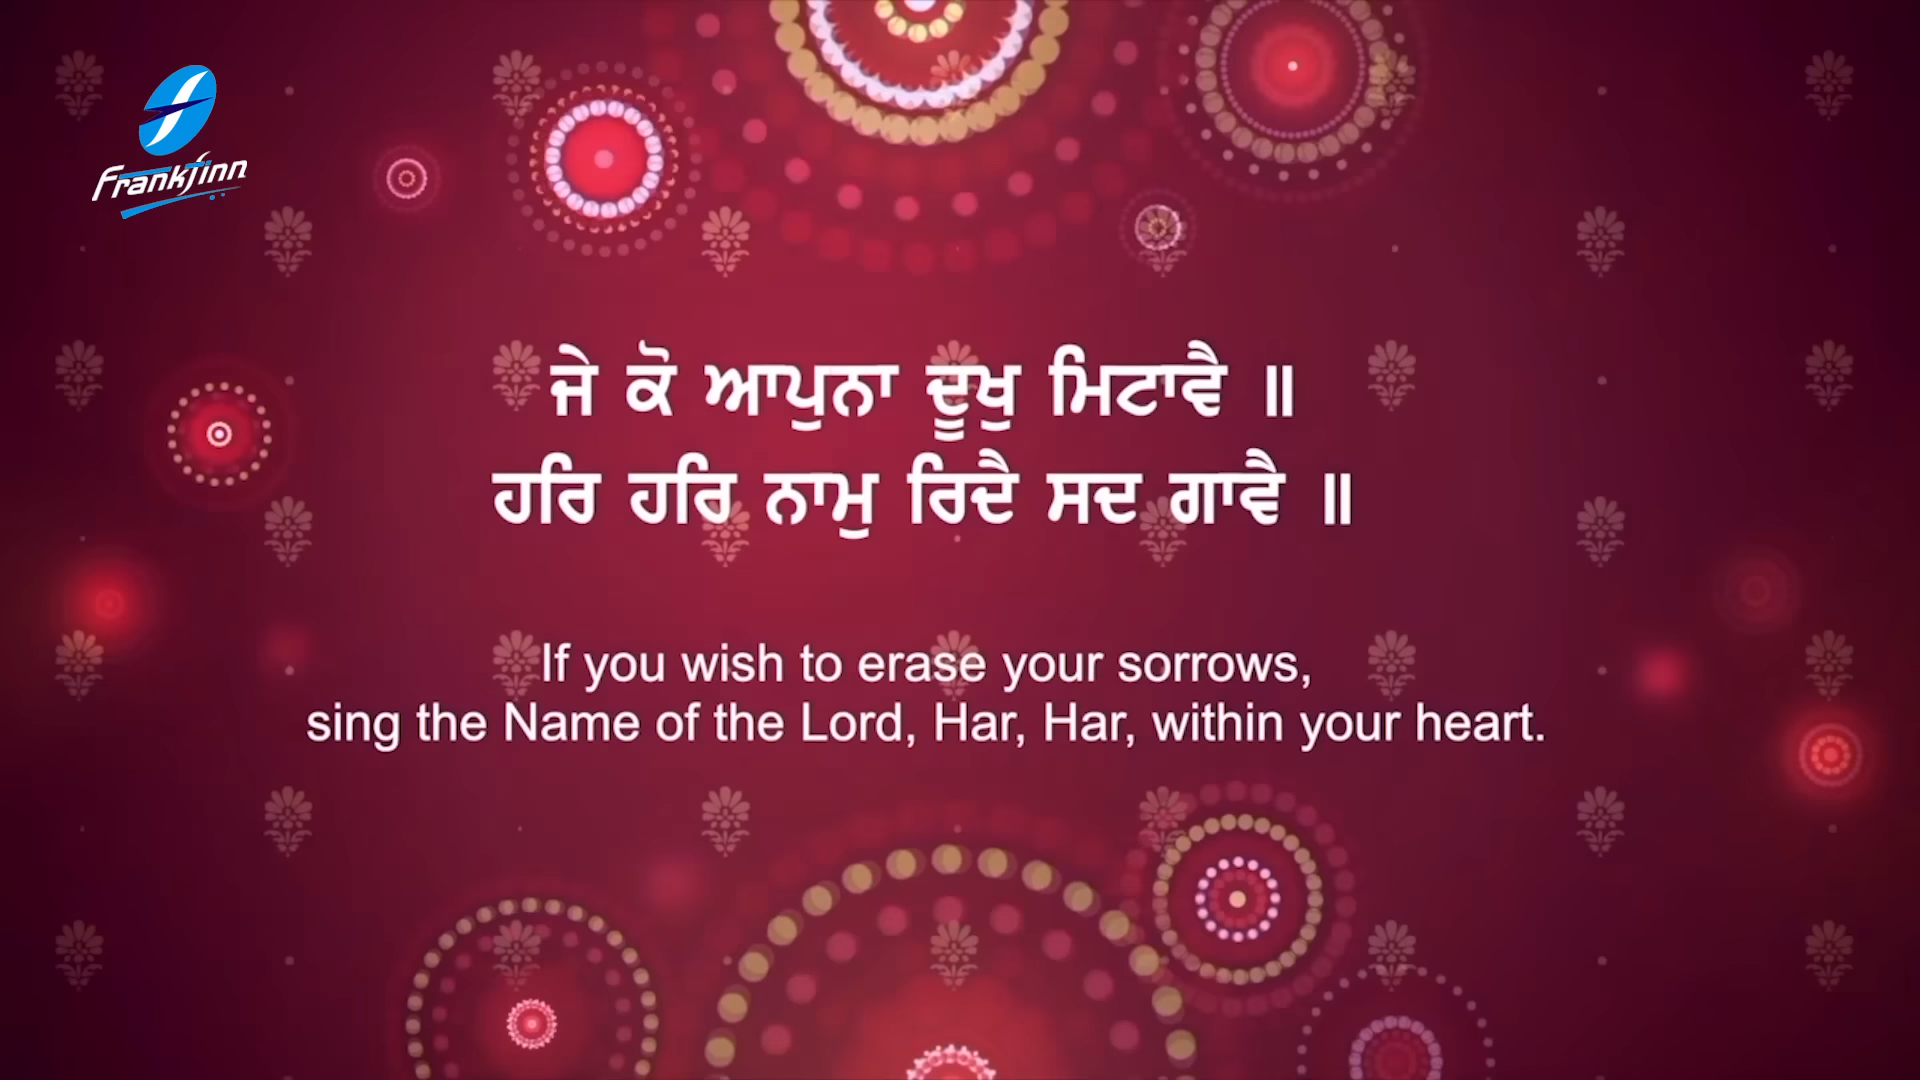 Frankfinn
ਜੇ ਕੋ ਆਪੁਨਾ ਦੂਖੁ ਮਿਟਾਵੈ ॥
ਹਰਿ ਹਰਿ ਨਾਮੁ ਰਿਦੈ ਸਦ ਗਾਵੈ ॥
If you wish to erase your sorrows,
sing the Name of the Lord, Har, Har, within your heart.